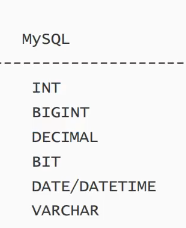 MySQL
--------------------
INT
BIGINT
DECIMAL
BIT
DATE/DATETIME
VARCHAR